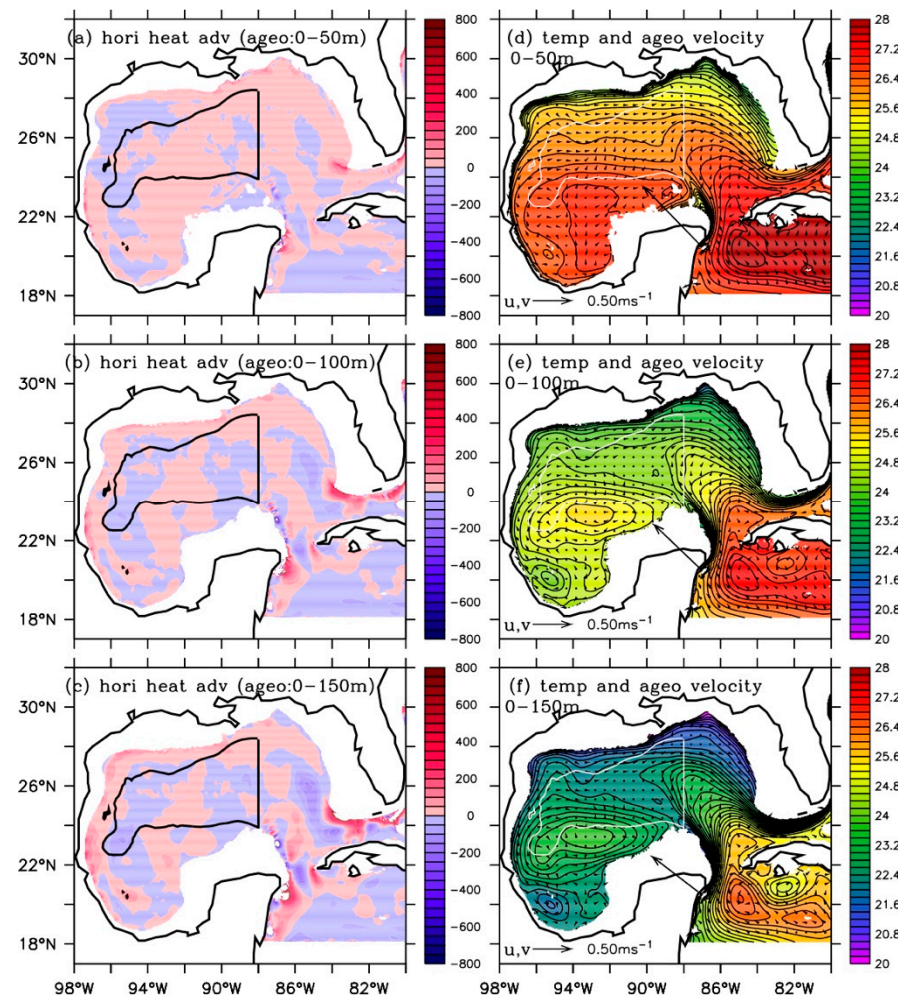 (a) hori heat adv (ageo:0−50m)
30°N
26°N
22°N
18°N
800
600
400
200
0
−200
−400
−600
−800
(d) temp and ageo velocity
0−50m
u,v
0.50ms⁻¹
28
27.2
26.4
25.6
24.8
24
23.2
22.4
21.6
20.8
20
(b) hori heat adv (ageo:0−100m)
30°N
26°N
22°N
18°N
800
600
400
200
0
−200
−400
−600
−800
(e) temp and ageo velocity
0−100m
u,v
0.50ms⁻¹
28
27.2
26.4
25.6
24.8
24
23.2
22.4
21.6
20.8
20
(c) hori heat adv (ageo:0−150m)
30°N
26°N
22°N
18°N
98°W 94°W 90°W 86°W 82°W
800
600
400
200
0
−200
−400
−600
−800
(f) temp and ageo velocity
0−150m
u,v
0.50ms⁻¹
98°W 94°W 90°W 86°W 82°W
28
27.2
26.4
25.6
24.8
24
23.2
22.4
21.6
20.8
20